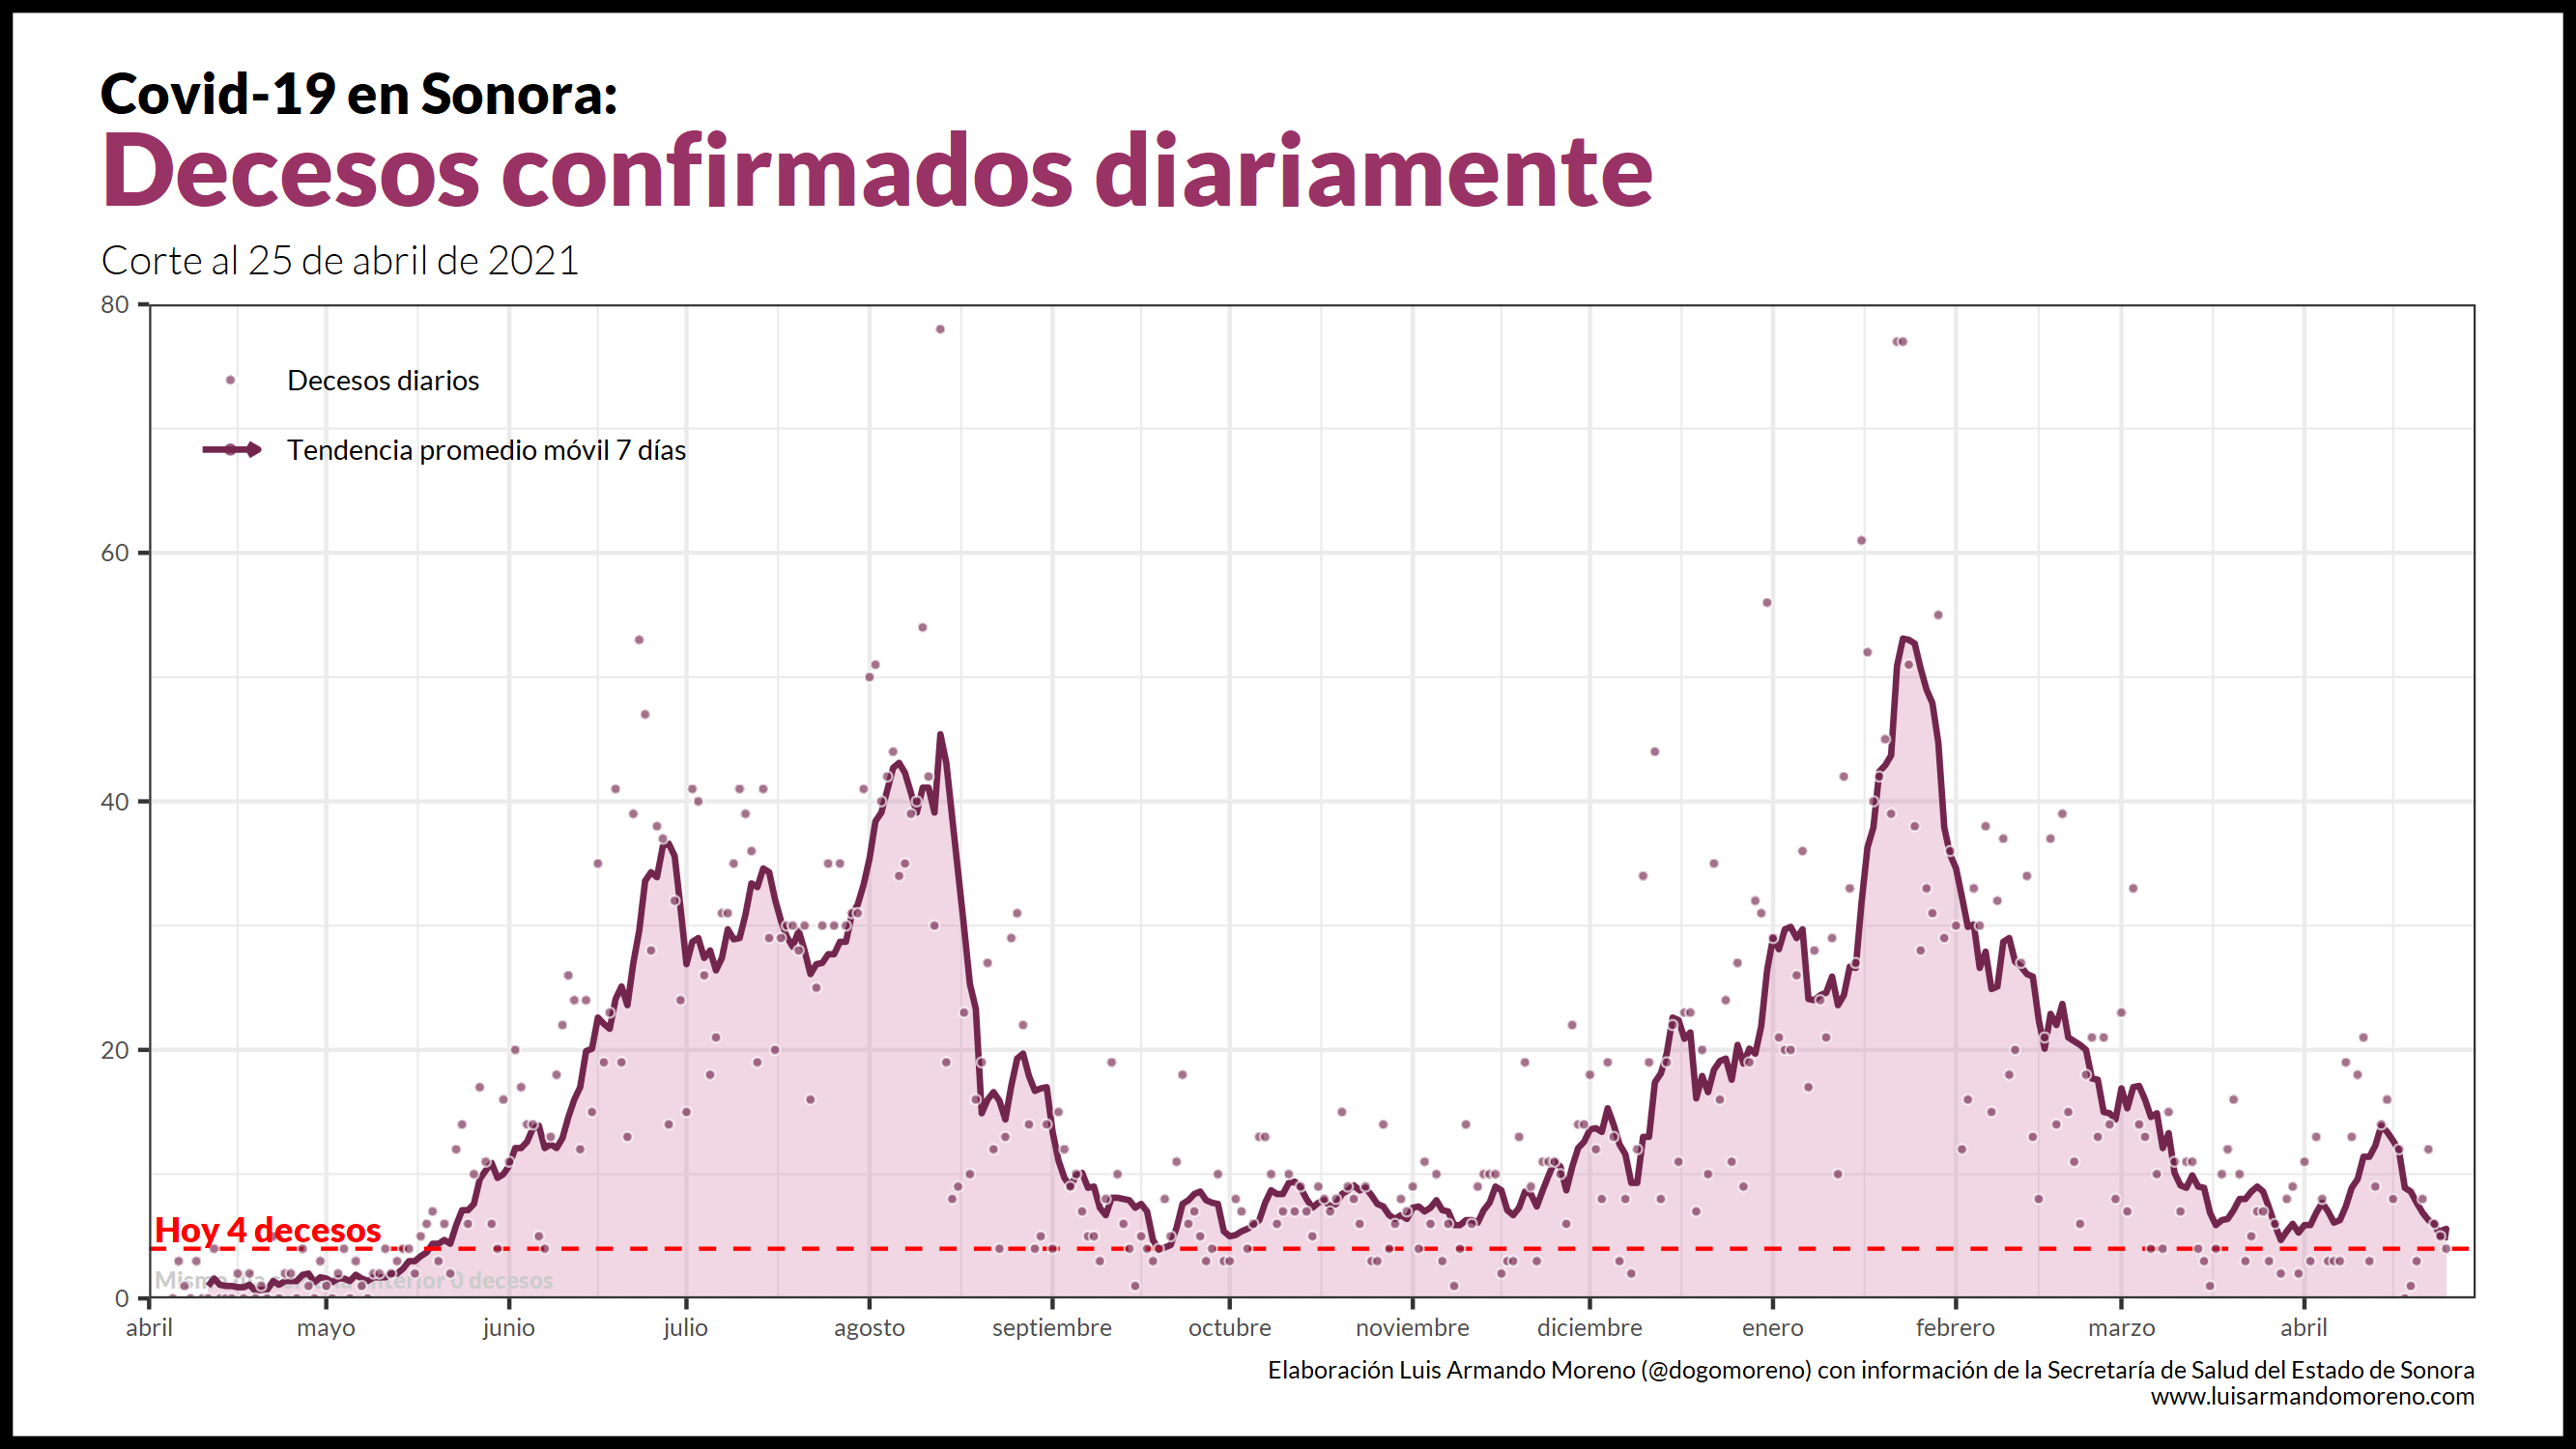 Covid-19 en Sonora:
Decesos confirmados diariamente
Corte al 25 de abril de 2021
80
Decesos diarios
Tendencia promedio móvil 7 días
60
40
20
Hoy 4 decesos
0 decesos
0
abril mayo junio julio agosto septiembre octubre noviembre diciembre enero febrero marzo abril
Elaboración Luis Armando Moreno (@dogomoreno) con información de la Secretaría de Salud del Estado de Sonora
www.luisarmandomoreno.com